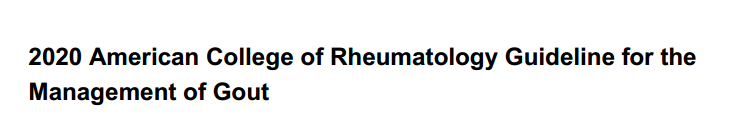 2020 American College of Rheumatology Guideline for the
Management of Gout